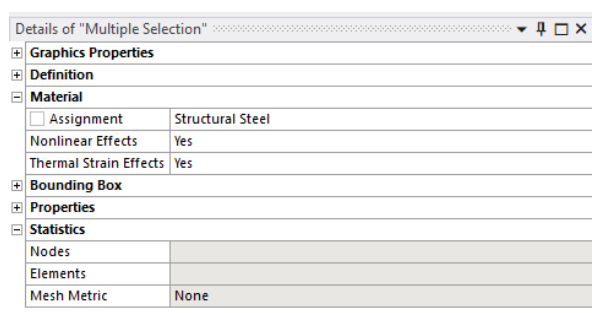 Details of "Multiple Selection"
Graphics Properties
Definition
Material
Assignment Structural Steel
Nonlinear Effects Yes
Thermal Strain Effects Yes
Bounding Box
Properties
Statistics
Nodes
Elements
Mesh Metric None